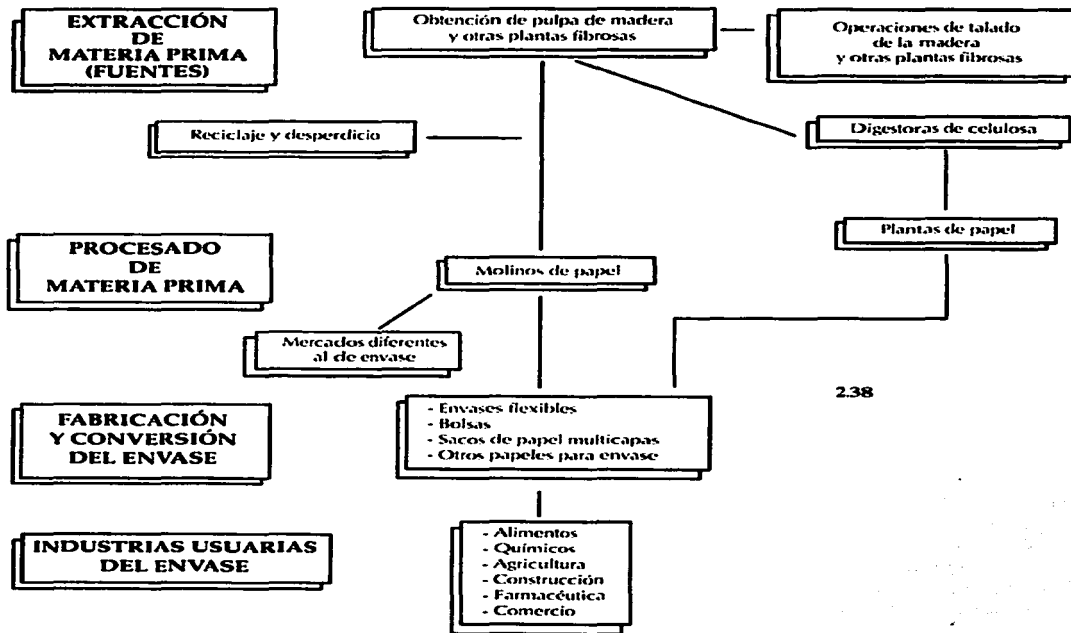 EXTRACCIÓN
DE
MATERIA PRIMA
(FUENTES)
Obtención de pulpa de madera
y otras plantas fibrosas
Operaciones de talado
de la madera
y otras plantas fibrosas
Reciclaje y desperdicio
Digestoras de celulosa
PROCESADO
DE
MATERIA PRIMA
Plantas de papel
Molinos de papel
Mercados diferentes
al de envase
2.38
FABRICACIÓN
Y CONVERSIÓN
DEL ENVASE
- Envases flexibles
- Bolsas
- Sacos de papel multicapas
- Otros papeles para envase
INDUSTRIAS USUARIAS
DEL ENVASE
- Alimentos
- Químicos
- Agricultura
- Construcción
- Farmacéutica
- Comercio